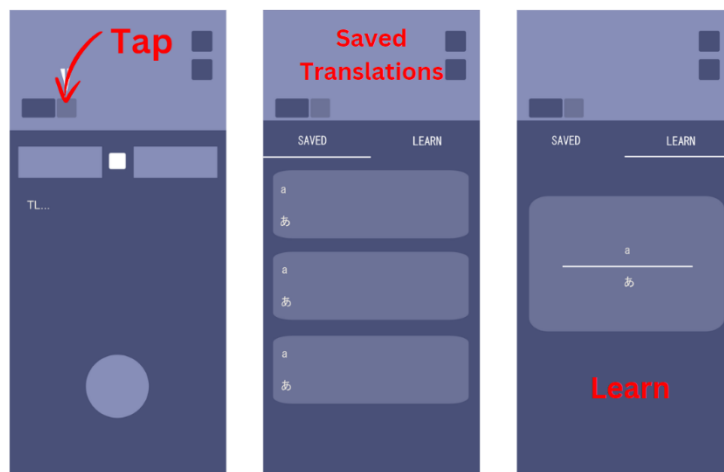 Tap
TL...
Saved
Translations
SAVED LEARN
a
あ
a
あ
a
あ
SAVED LEARN
a
あ
Learn